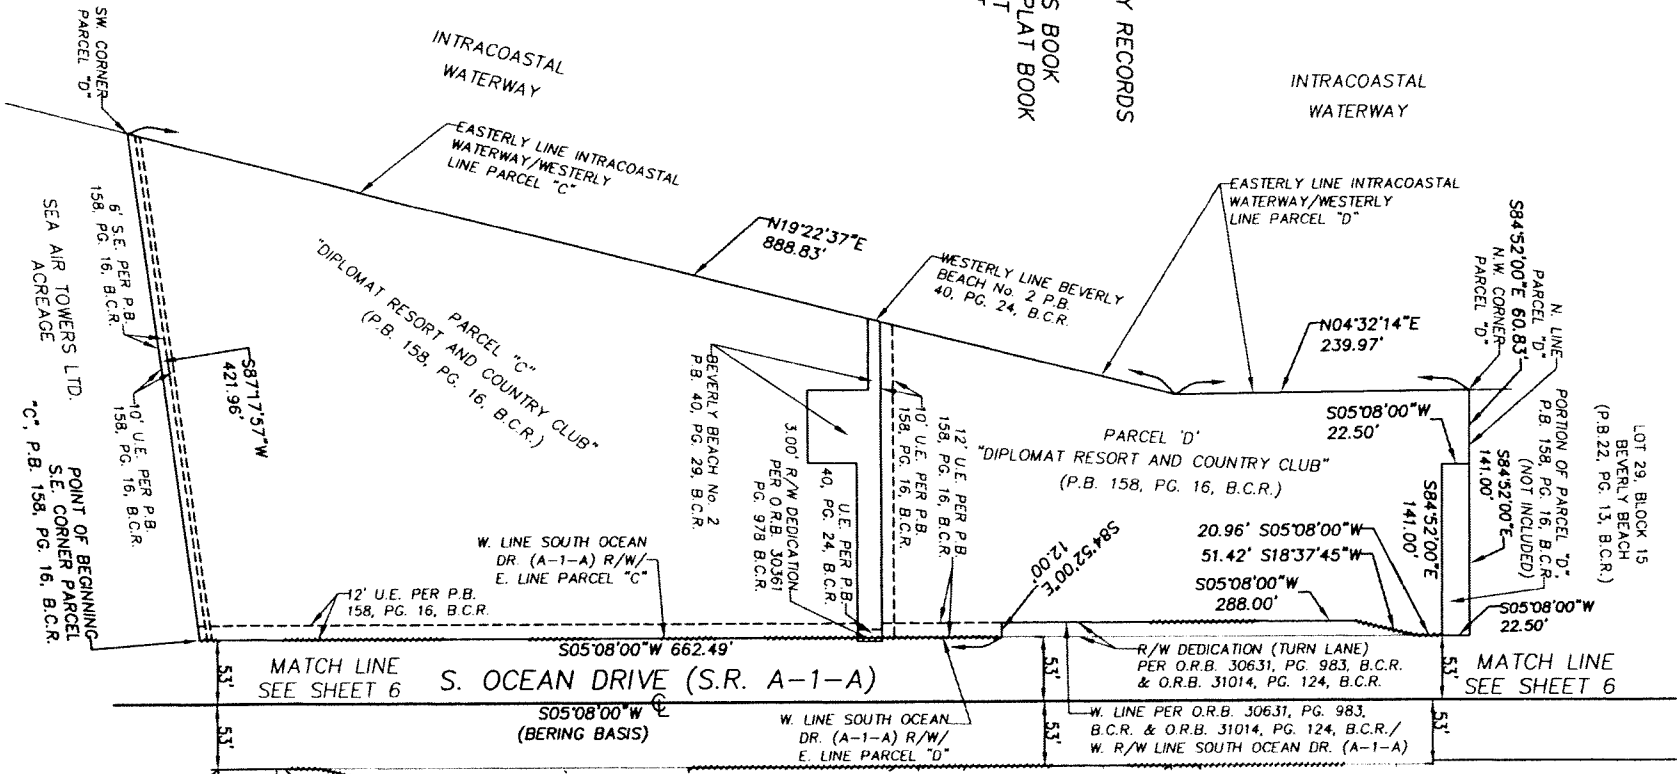 SW. CORNER
PARCEL "D"
INTRACOASTAL
WATERWAY
Y RECORDS
S BOOK
PLAT BOOK
INTRACOASTAL
WATERWAY
EASTERLY LINE INTRACOASTAL
WATERWAY/WESTERLY
LINE PARCEL "C"
N19°22'37"E
888.83'
WESTERLY LINE BEVERLY
BEACH No. 2 P.B.
40, PG. 24, B.C.R.
EASTERLY LINE INTRACOASTAL
WATERWAY/WESTERLY
LINE PARCEL "D"
N04°32'14"E
239.97'
N. LINE
PARCEL "D"
S84°52'00"E 60.83'
N.W. CORNER
PARCEL "D"
LOT 29, BLOCK 15
BEVERLY BEACH
(P.B.22, PG. 13, B.C.R.)
PORTION OF PARCEL "D",
P.B. 158, PG. 16, B.C.R.
(NOT INCLUDED)
S84°52'00"E
141.00'
S05°08'00"W
22.50'
S84°52'00"E
141.00'
S05°08'00"W
22.50'
6' S.E. PER P.B.
158, PG. 16, B.C.R.
SEA AIR TOWERS LTD.
ACREAGE
S87°17'57"W
421.96'
10' U.E. PER P.B.
158, PG. 16, B.C.R.
POINT OF BEGINNING
S.E. CORNER PARCEL
"C", P.B. 158, PG. 16, B.C.R.
PARCEL "C"
"DIPLOMAT RESORT AND COUNTRY CLUB"
(P.B. 158, PG. 16, B.C.R.)
BEVERLY BEACH No. 2
P.B. 40, PG. 29, B.C.R.
3.00' R/W DEDICATION
PER O.R.B. 30361
PG. 978 B.C.R.
U.E. PER P.B.
40, PG. 24, B.C.R.
10' U.E. PER P.B.
158, PG. 16, B.C.R.
12' U.E. PER P.B.
158, PG. 16, B.C.R.
PARCEL 'D'
"DIPLOMAT RESORT AND COUNTRY CLUB"
(P.B. 158, PG. 16, B.C.R.)
S84°52'00"E
12.00'
20.96' S05°08'00"W
51.42' S18°37'45"W
S05°08'00"W
288.00'
W. LINE SOUTH OCEAN
DR. (A-1-A) R/W/
E. LINE PARCEL "C"
12' U.E. PER P.B.
158, PG. 16, B.C.R.
S05°08'00"W 662.49'
R/W DEDICATION (TURN LANE)
PER O.R.B. 30631, PG. 983, B.C.R.
& O.R.B. 31014, PG. 124, B.C.R.
53'
MATCH LINE
SEE SHEET 6
S. OCEAN DRIVE (S.R. A-1-A)
53'
53'
MATCH LINE
SEE SHEET 6
53'
S05°08'00"W
(BERING BASIS)
W. LINE SOUTH OCEAN
DR. (A-1-A) R/W/
E. LINE PARCEL "D"
53'
W. LINE PER O.R.B. 30631, PG. 983,
B.C.R. & O.R.B. 31014, PG. 124, B.C.R./
W. R/W LINE SOUTH OCEAN DR. (A-1-A)
53'